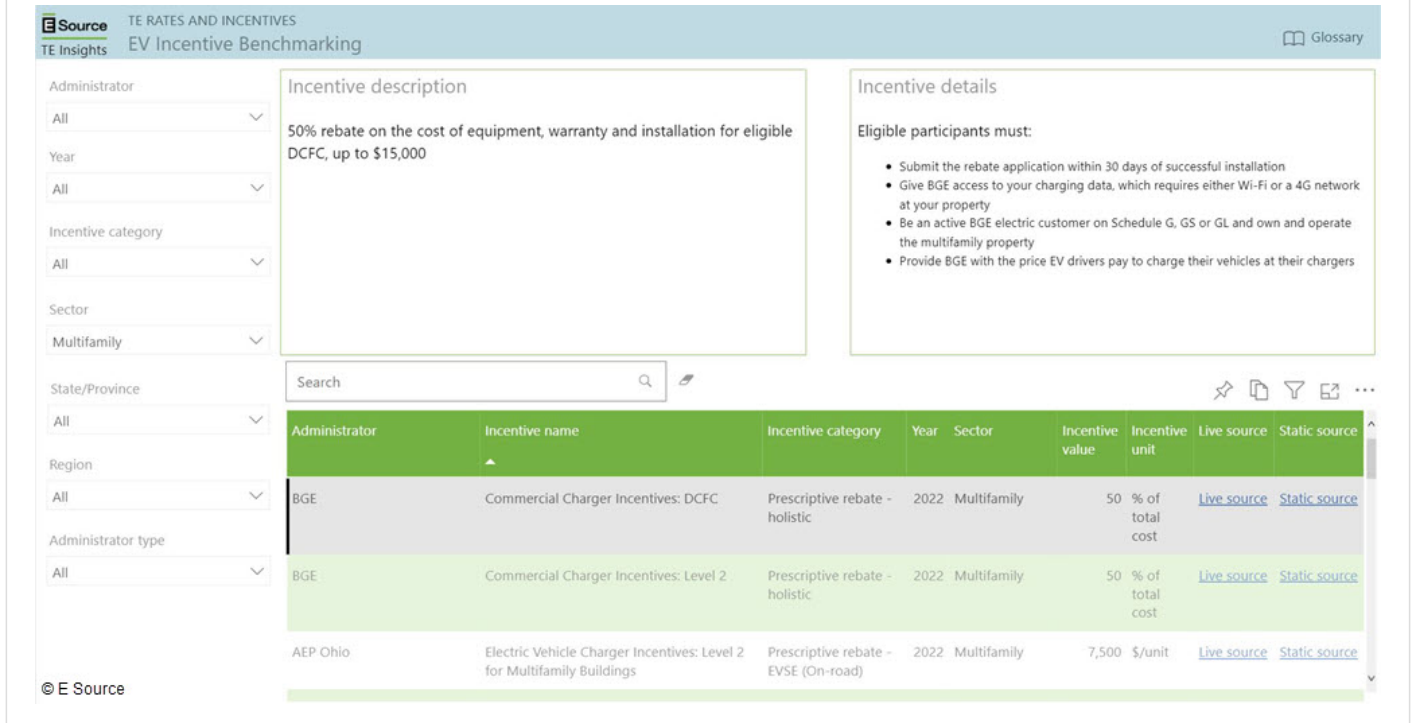 E Source
TE Insights
TE RATES AND INCENTIVES
EV Incentive Benchmarking
Glossary
Administrator
All
Year
All
Incentive category
All
Sector
Multifamily
State/Province
All
Region
All
Administrator type
All
Incentive description
50% rebate on the cost of equipment, warranty and installation for eligible
DCFC, up to $15,000
Incentive details
Eligible participants must:
• Submit the rebate application within 30 days of successful installation
• Give BGE access to your charging data, which requires either Wi-Fi or a 4G network
at your property
• Be an active BGE electric customer on Schedule G, GS or GL and own and operate
the multifamily property
• Provide BGE with the price EV drivers pay to charge their vehicles at their chargers
Search
Administrator Incentive name Incentive category Year Sector Incentive Incentive Live source Static source
value unit
BGE Commercial Charger Incentives: DCFC Prescriptive rebate - 2022 Multifamily 50 % of Live source Static source
holistic total
cost
BGE Commercial Charger Incentives: Level 2 Prescriptive rebate - 2022 Multifamily 50 % of Live source Static source
holistic total
cost
AEP Ohio Electric Vehicle Charger Incentives: Level 2 Prescriptive rebate - 2022 Multifamily 7,500 $/unit Live source Static source
for Multifamily Buildings EVSE (On-road)
© E Source